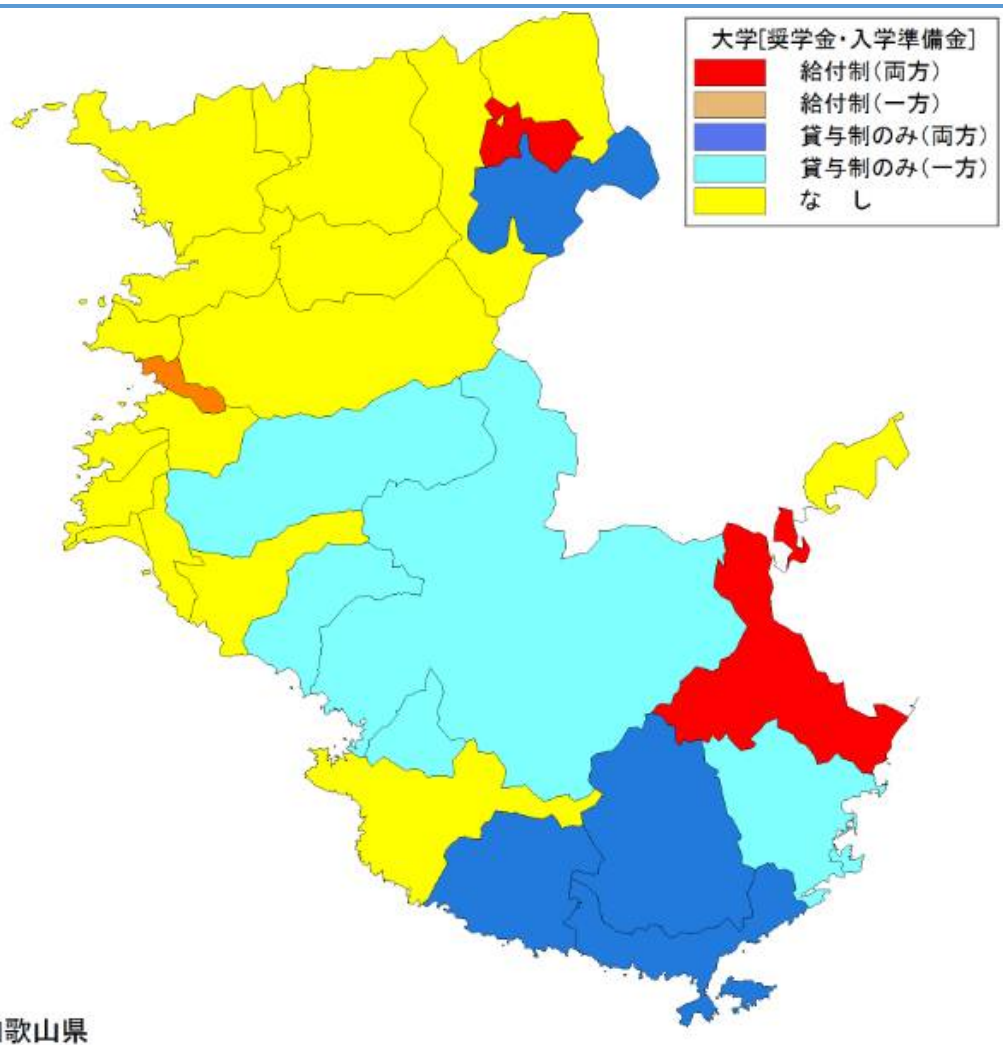 大学[奨学金・入学準備金]
給付制(両方)
給付制(一方)
貸与制のみ(両方)
貸与制のみ(一方)
な し
歌山県